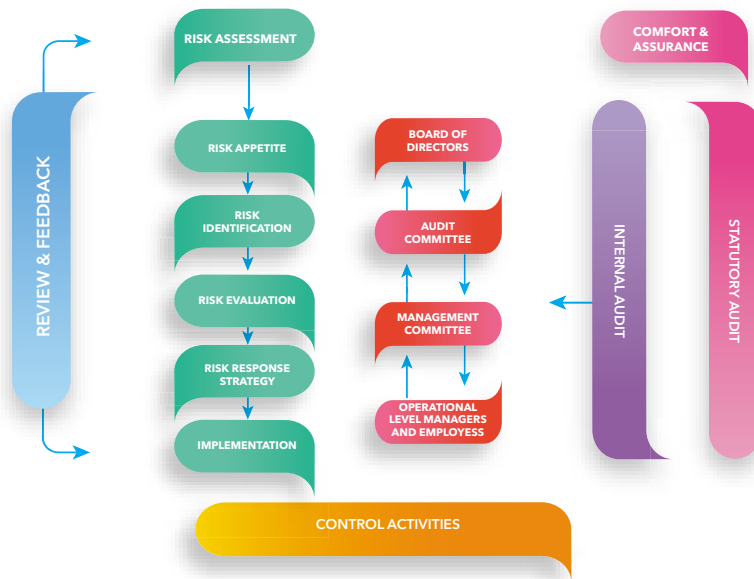 RISK ASSESSMENT
COMFORT &
ASSURANCE
REVIEW & FEEDBACK
RISK APPETITE
RISK
IDENTIFICATION
RISK EVALUATION
RISK RESPONSE
STRATEGY
IMPLEMENTATION
BOARD OF
DIRECTORS
AUDIT
COMMITTEE
MANAGEMENT
COMMITTEE
OPERATIONAL
LEVEL MANAGERS
AND EMPLOYESS
INTERNAL AUDIT
STATUTORY AUDIT
CONTROL ACTIVITIES